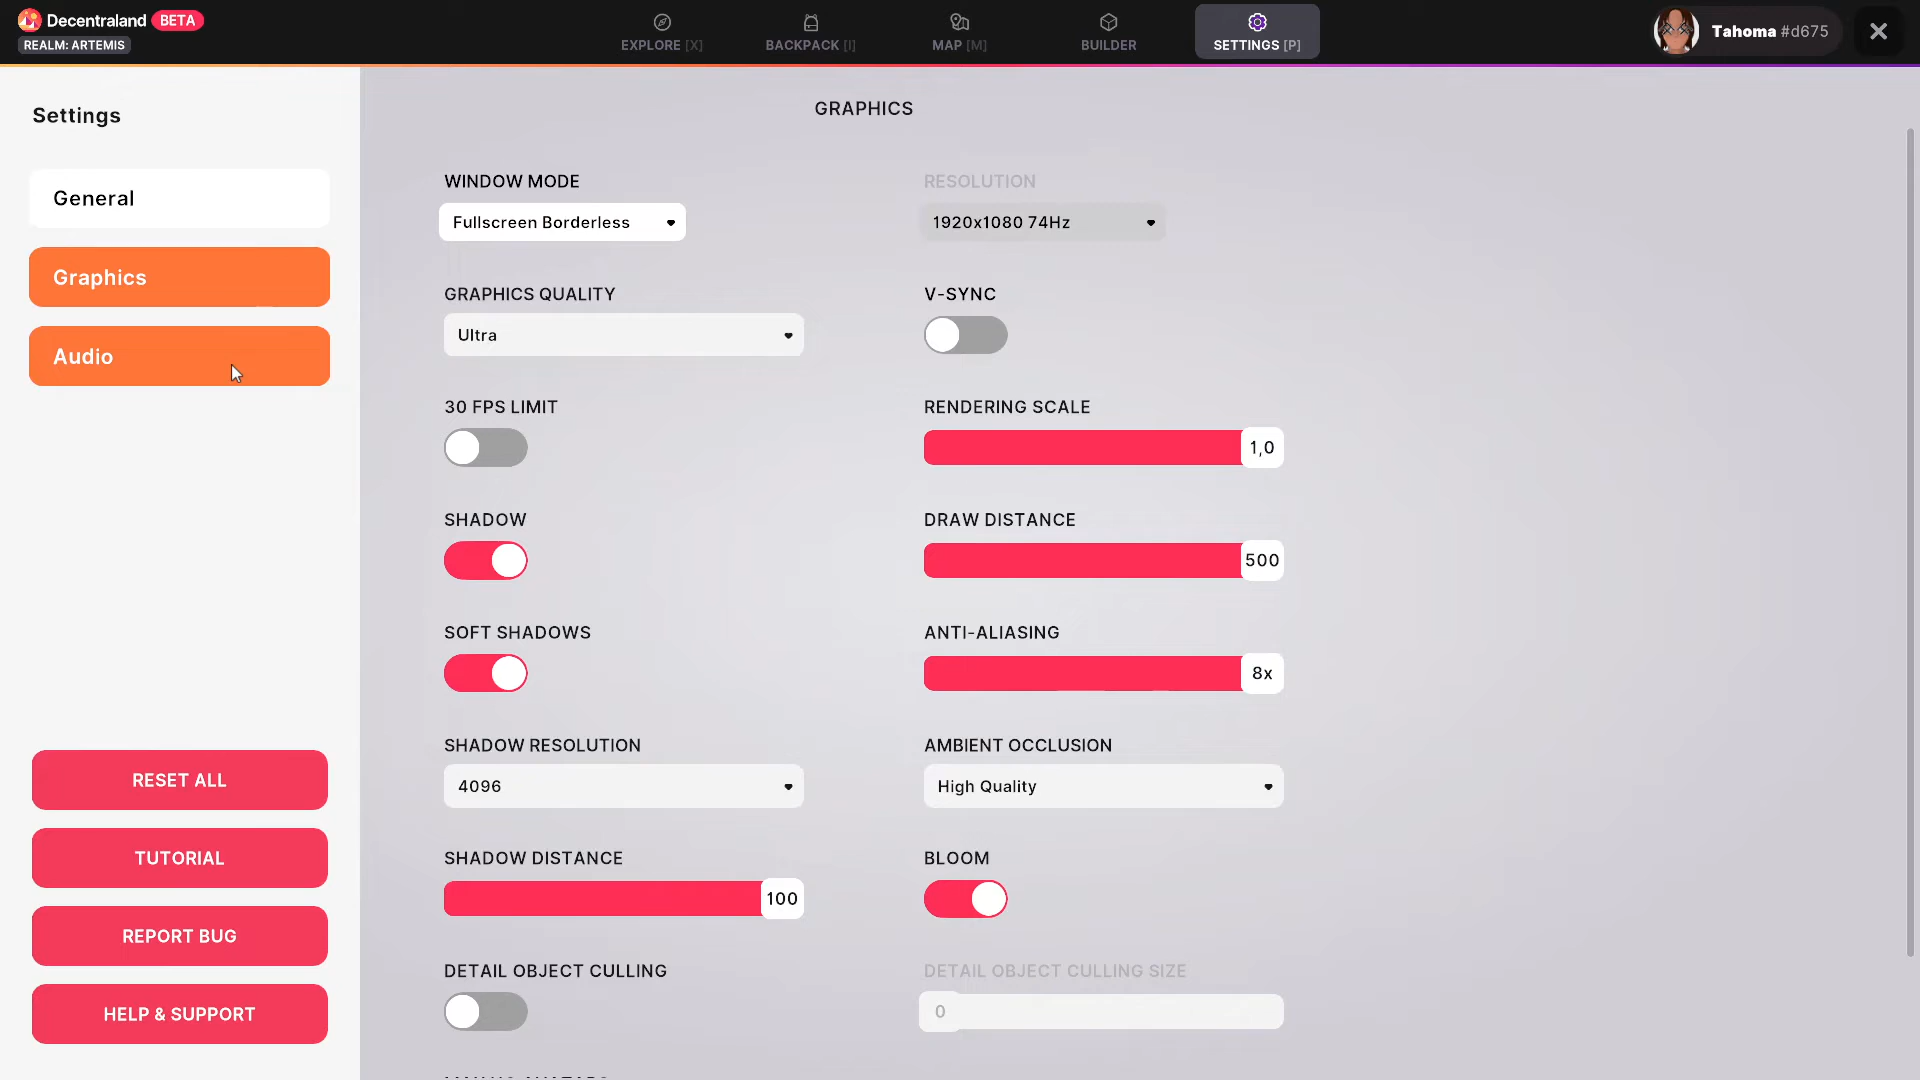 Decentraland BETA
REALM: ARTEMIS
EXPLORE [X]
BACKPACK [I]
MAP [M]
BUILDER
SETTINGS [P]
Tahoma #d675
Settings
General
Graphics
Audio
RESET ALL
TUTORIAL
REPORT BUG
HELP & SUPPORT
GRAPHICS
WINDOW MODE
Fullscreen Borderless
RESOLUTION
1920x1080 74Hz
GRAPHICS QUALITY
Ultra
V-SYNC
30 FPS LIMIT
RENDERING SCALE
1,0
SHADOW
DRAW DISTANCE
500
SOFT SHADOWS
ANTI-ALIASING
8x
SHADOW RESOLUTION
4096
AMBIENT OCCLUSION
High Quality
SHADOW DISTANCE
100
BLOOM
DETAIL OBJECT CULLING
DETAIL OBJECT CULLING SIZE
0